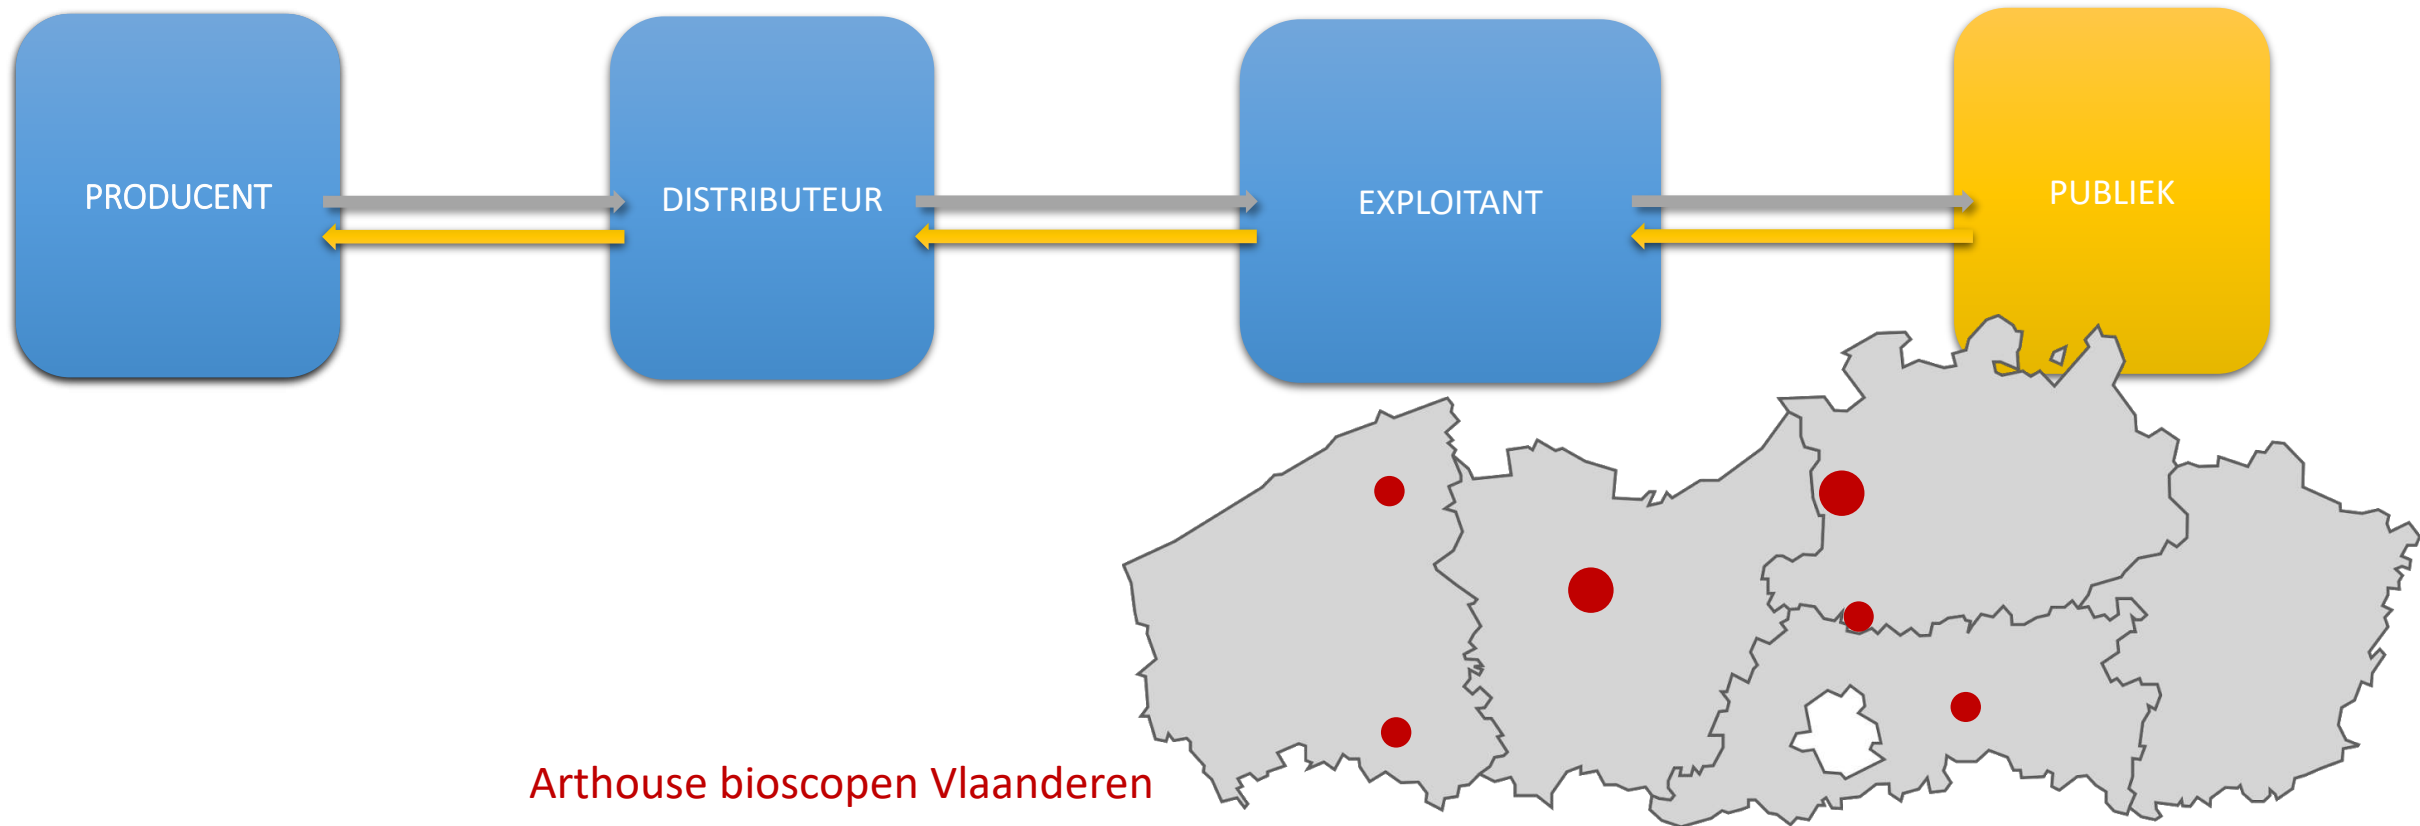 PRODUCENT
DISTRIBUTEUR
EXPLOITANT
PUBLIEK
Arthouse bioscopen Vlaanderen